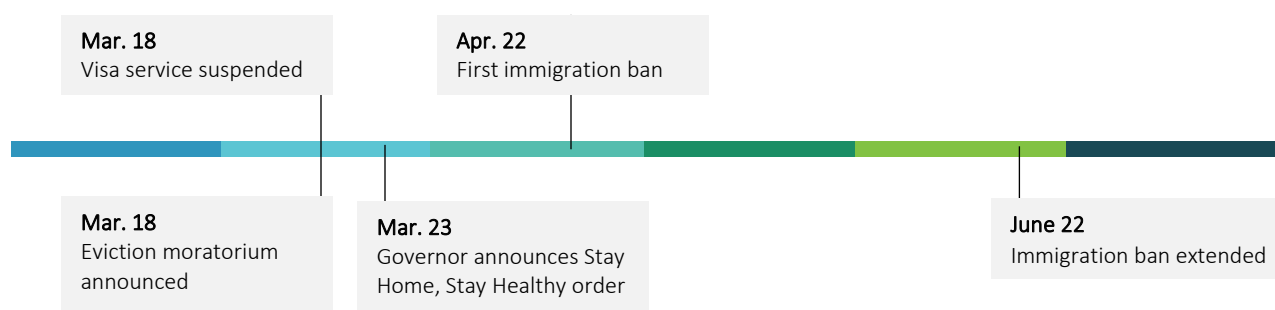 Mar. 18
Visa service suspended
Apr. 22
First immigration ban
Mar. 18
Eviction moratorium
announced
Mar. 23
Governor announces Stay
Home, Stay Healthy order
June 22
Immigration ban extended